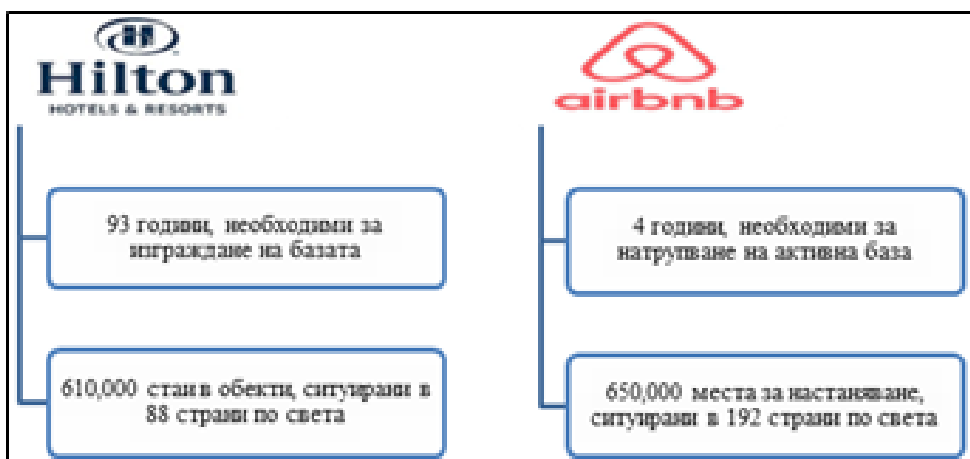 Hilton
HOTELS & RESORTS
93 години, необходими за
изграждане на базата
610,000 стаи в обекти, ситуирани в
88 страни по света
airbnb
4 години, необходими за
натрупване на активна база
650,000 места за настаняване,
ситуирани в 192 страни по света